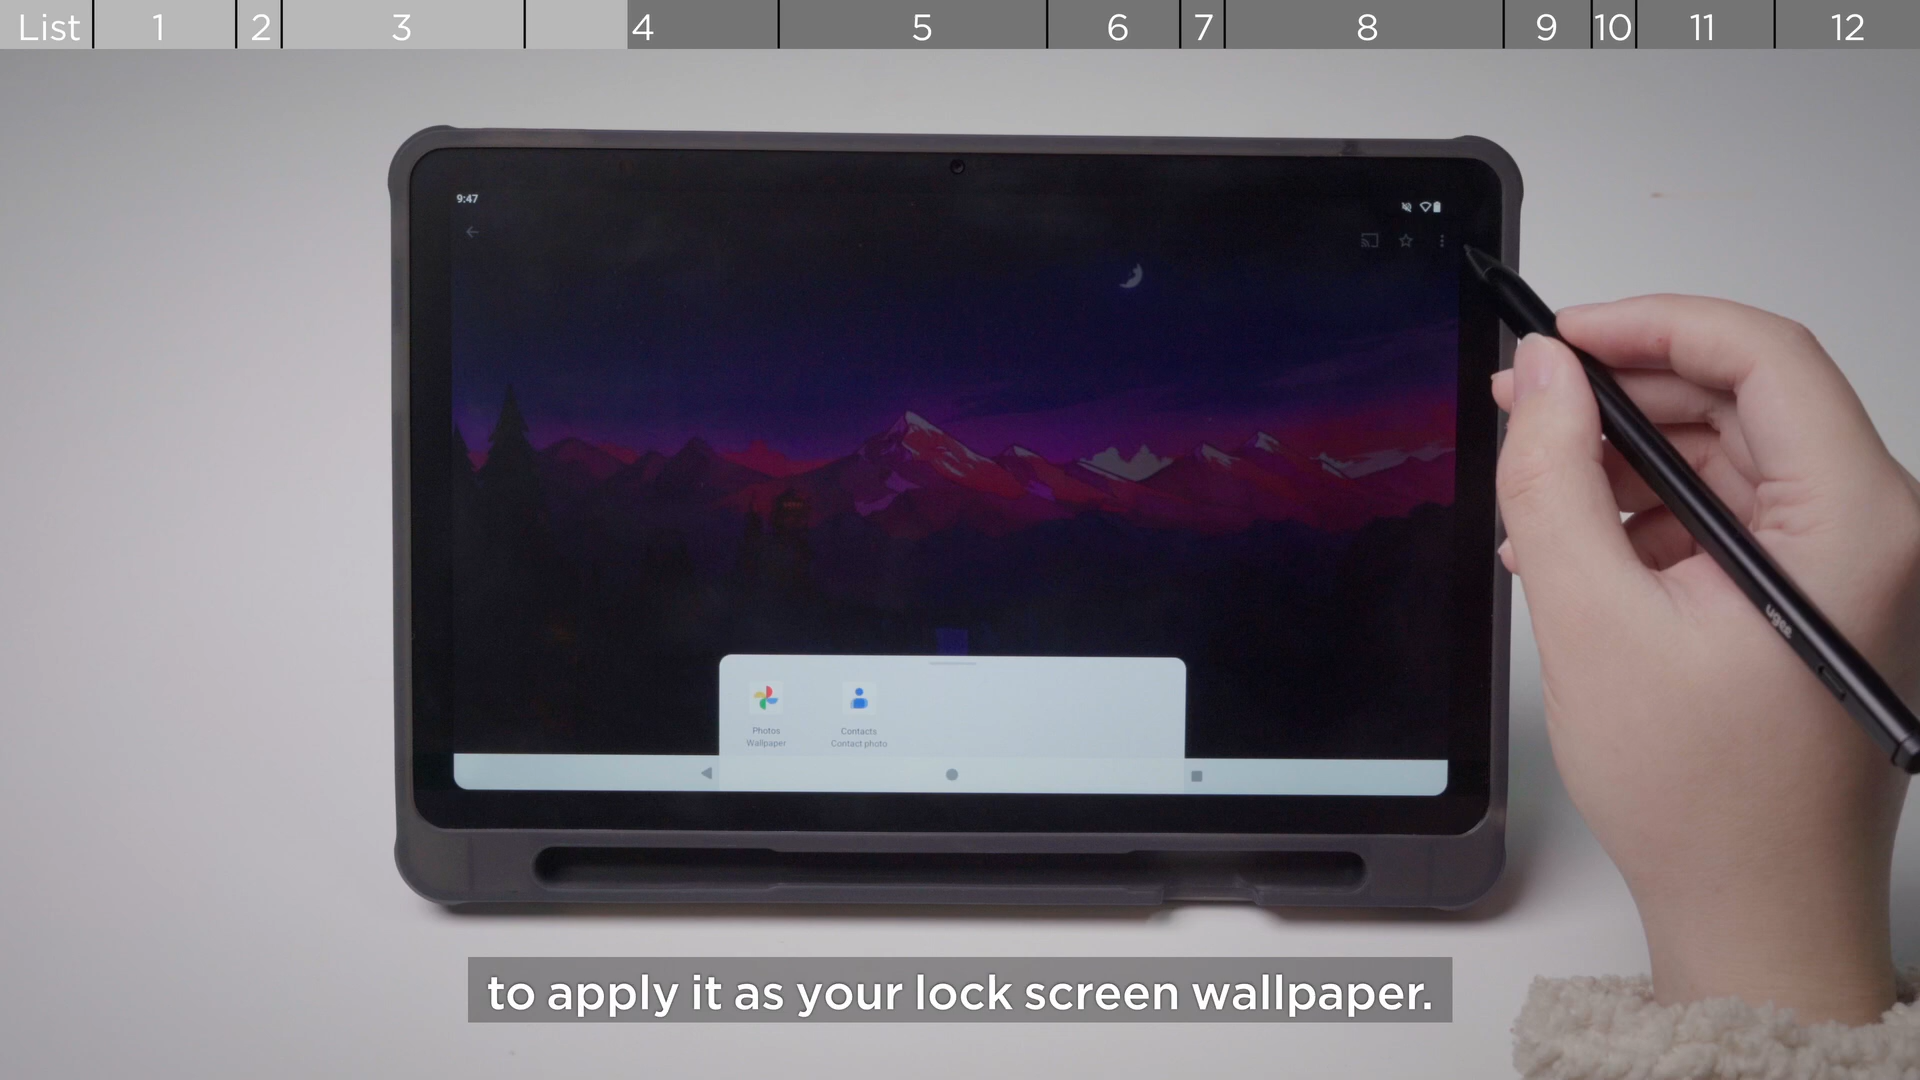 List 1 2 3 4 5 6 7 8 9 10 11 12
9:47
Photos
Wallpaper
Contacts
Contact photo
ugee
to apply it as your lock screen wallpaper.